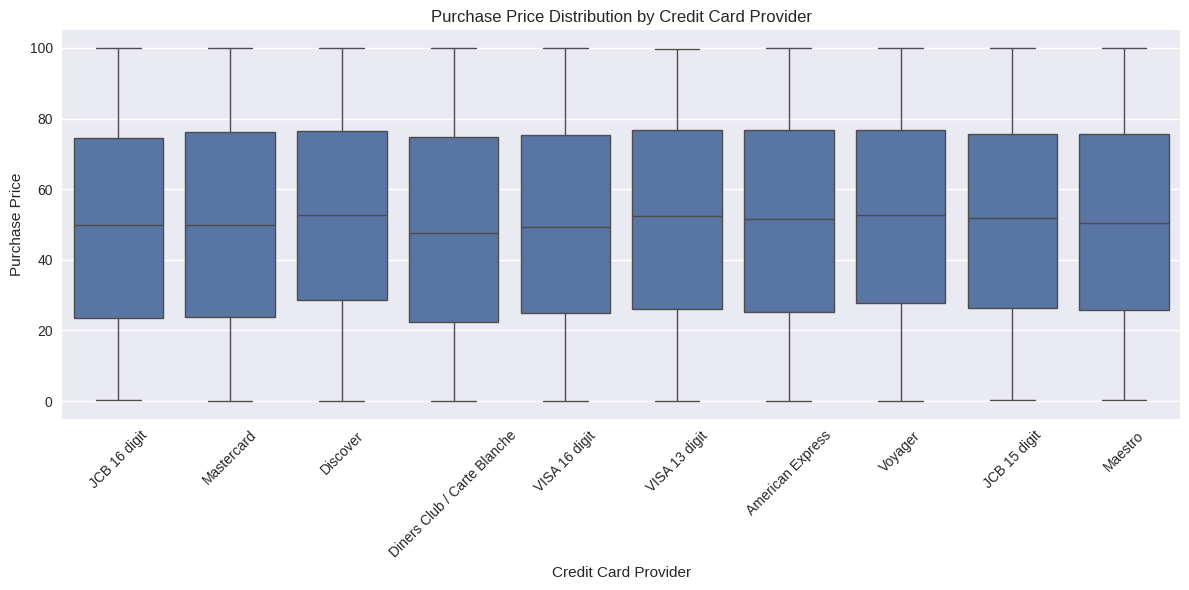 Purchase Price Distribution by Credit Card Provider
Purchase Price
100
80
60
40
20
0
JCB 16 digit
Mastercard
Discover
Diners Club / Carte Blanche
VISA 16 digit
VISA 13 digit
American Express
Voyager
JCB 15 digit
Maestro
Credit Card Provider